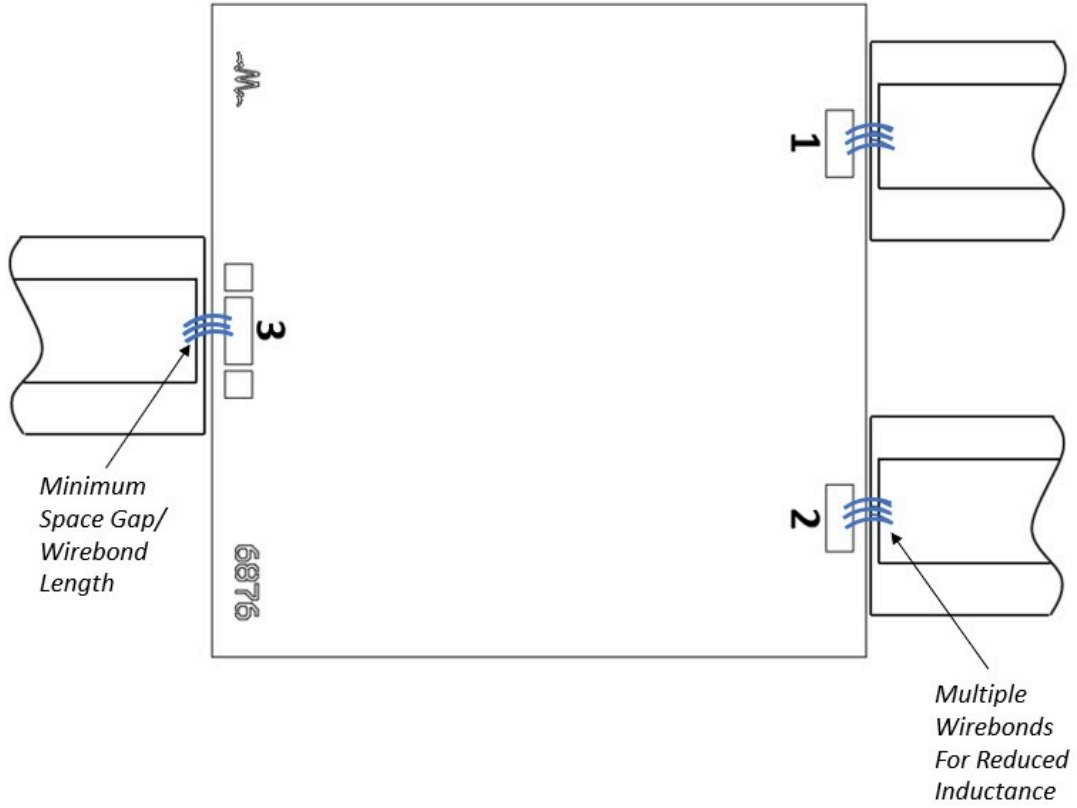 1
3
2
Minimum
Space Gap/
Wirebond
Length
6876
Multiple
Wirebonds
For Reduced
Inductance